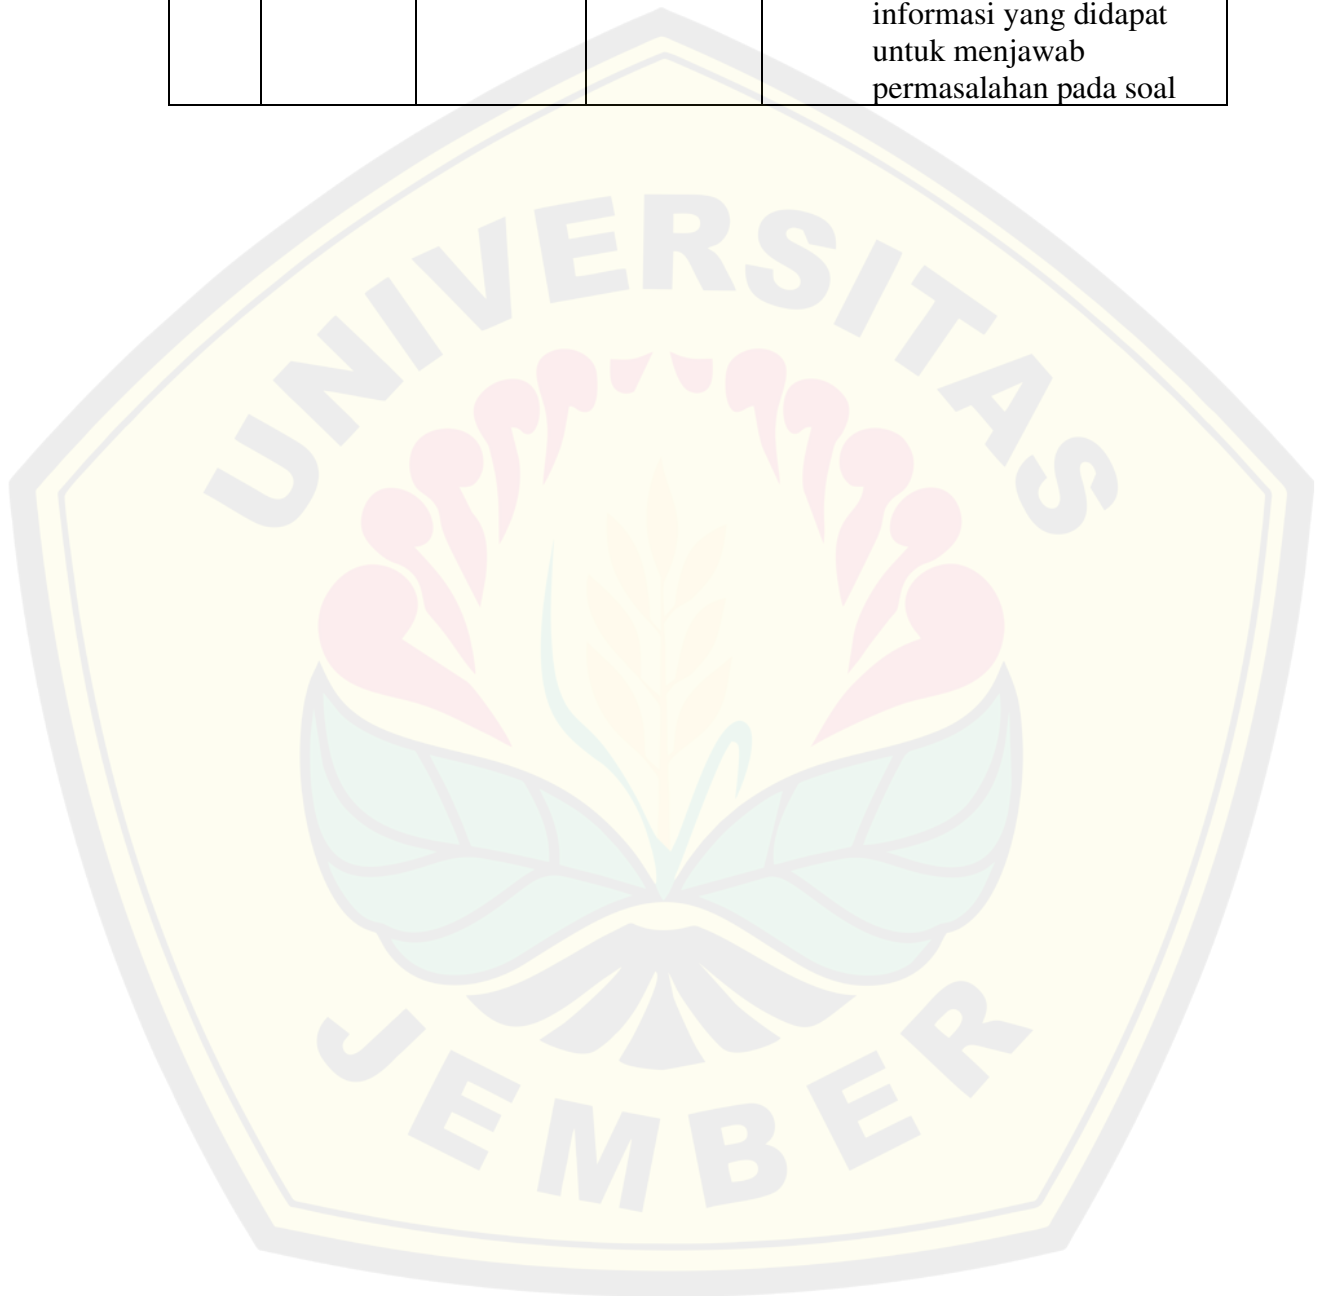 informasi yang didapat
untuk menjawab
permasalahan pada soal
UNIVERSITAS
JEMBER